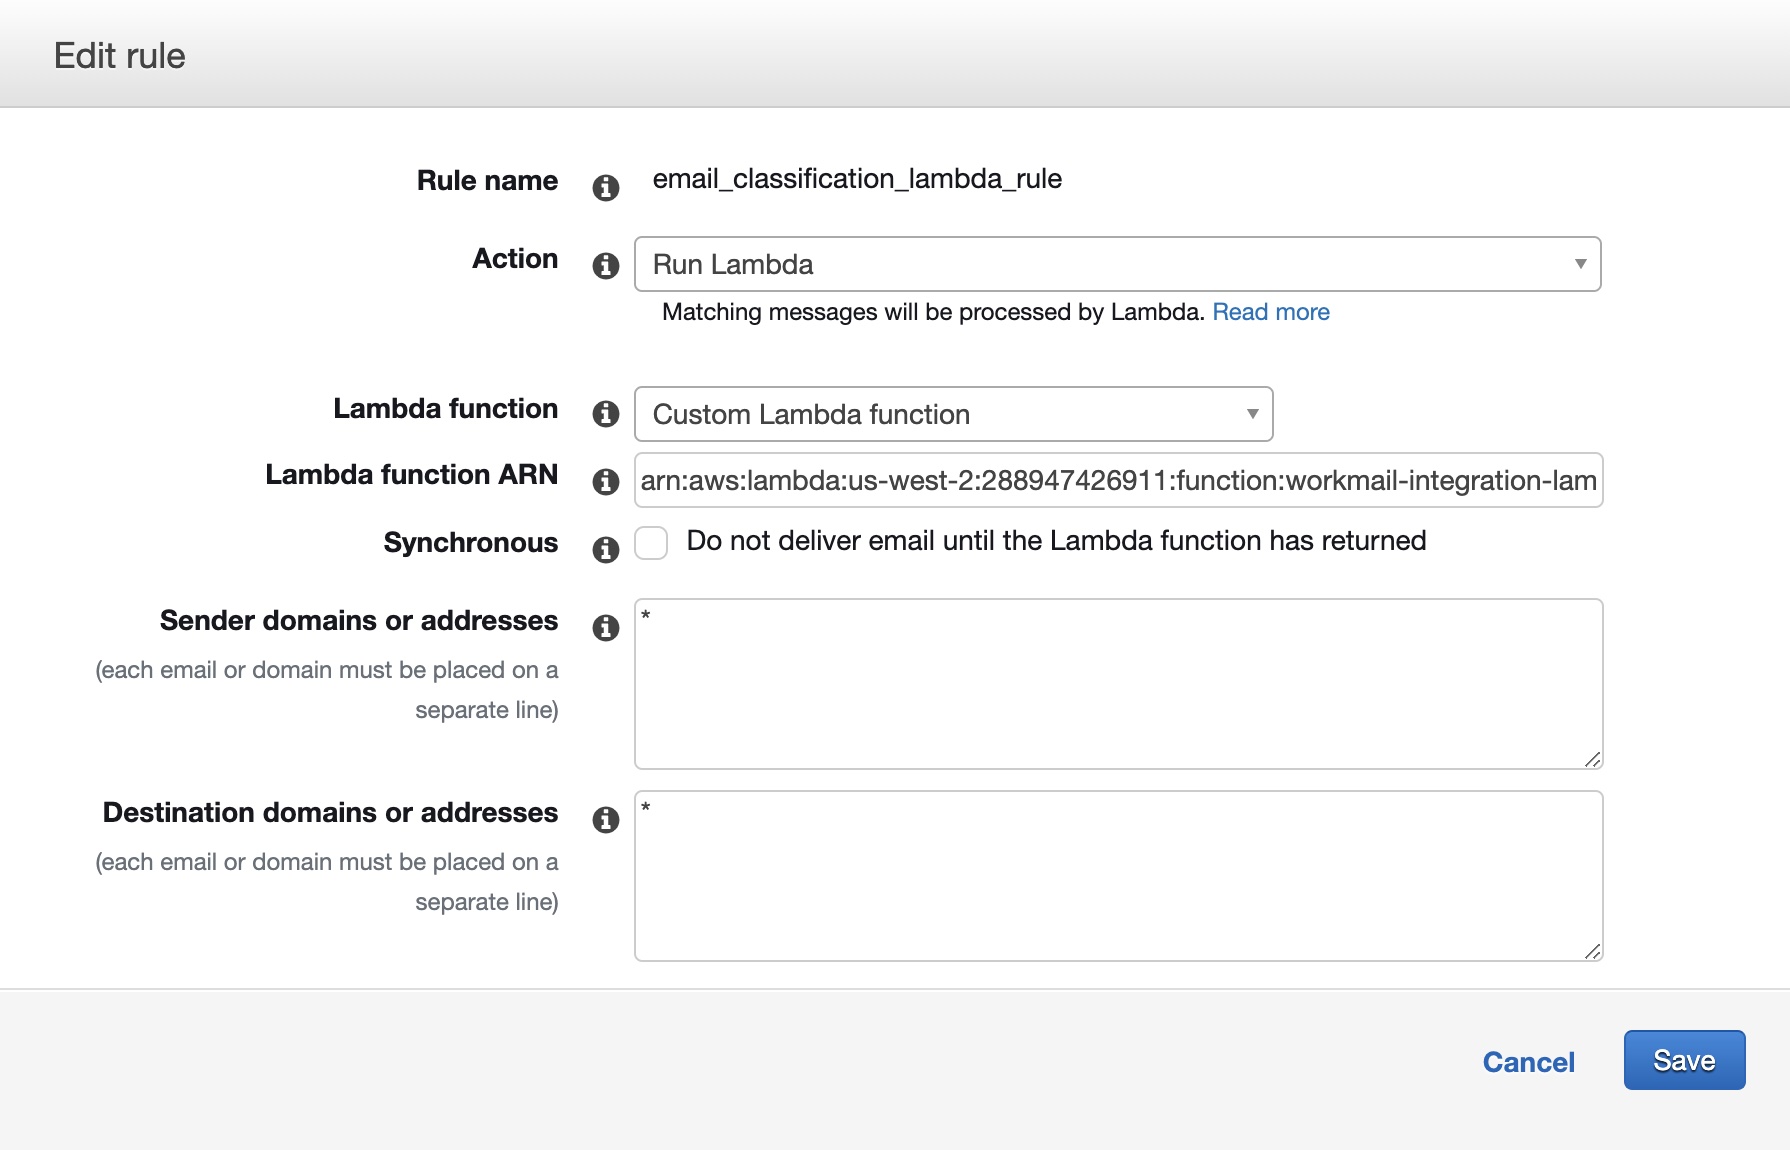 Edit rule
Rule name
email_classification_lambda_rule
Action
Run Lambda
Matching messages will be processed by Lambda. Read more
Lambda function
Custom Lambda function
Lambda function ARN
arn:aws:lambda:us-west-2:288947426911:function:workmail-integration-lam
Synchronous
Do not deliver email until the Lambda function has returned
Sender domains or addresses
(each email or domain must be placed on a
separate line)
*
Destination domains or addresses
(each email or domain must be placed on a
separate line)
*
Cancel
Save